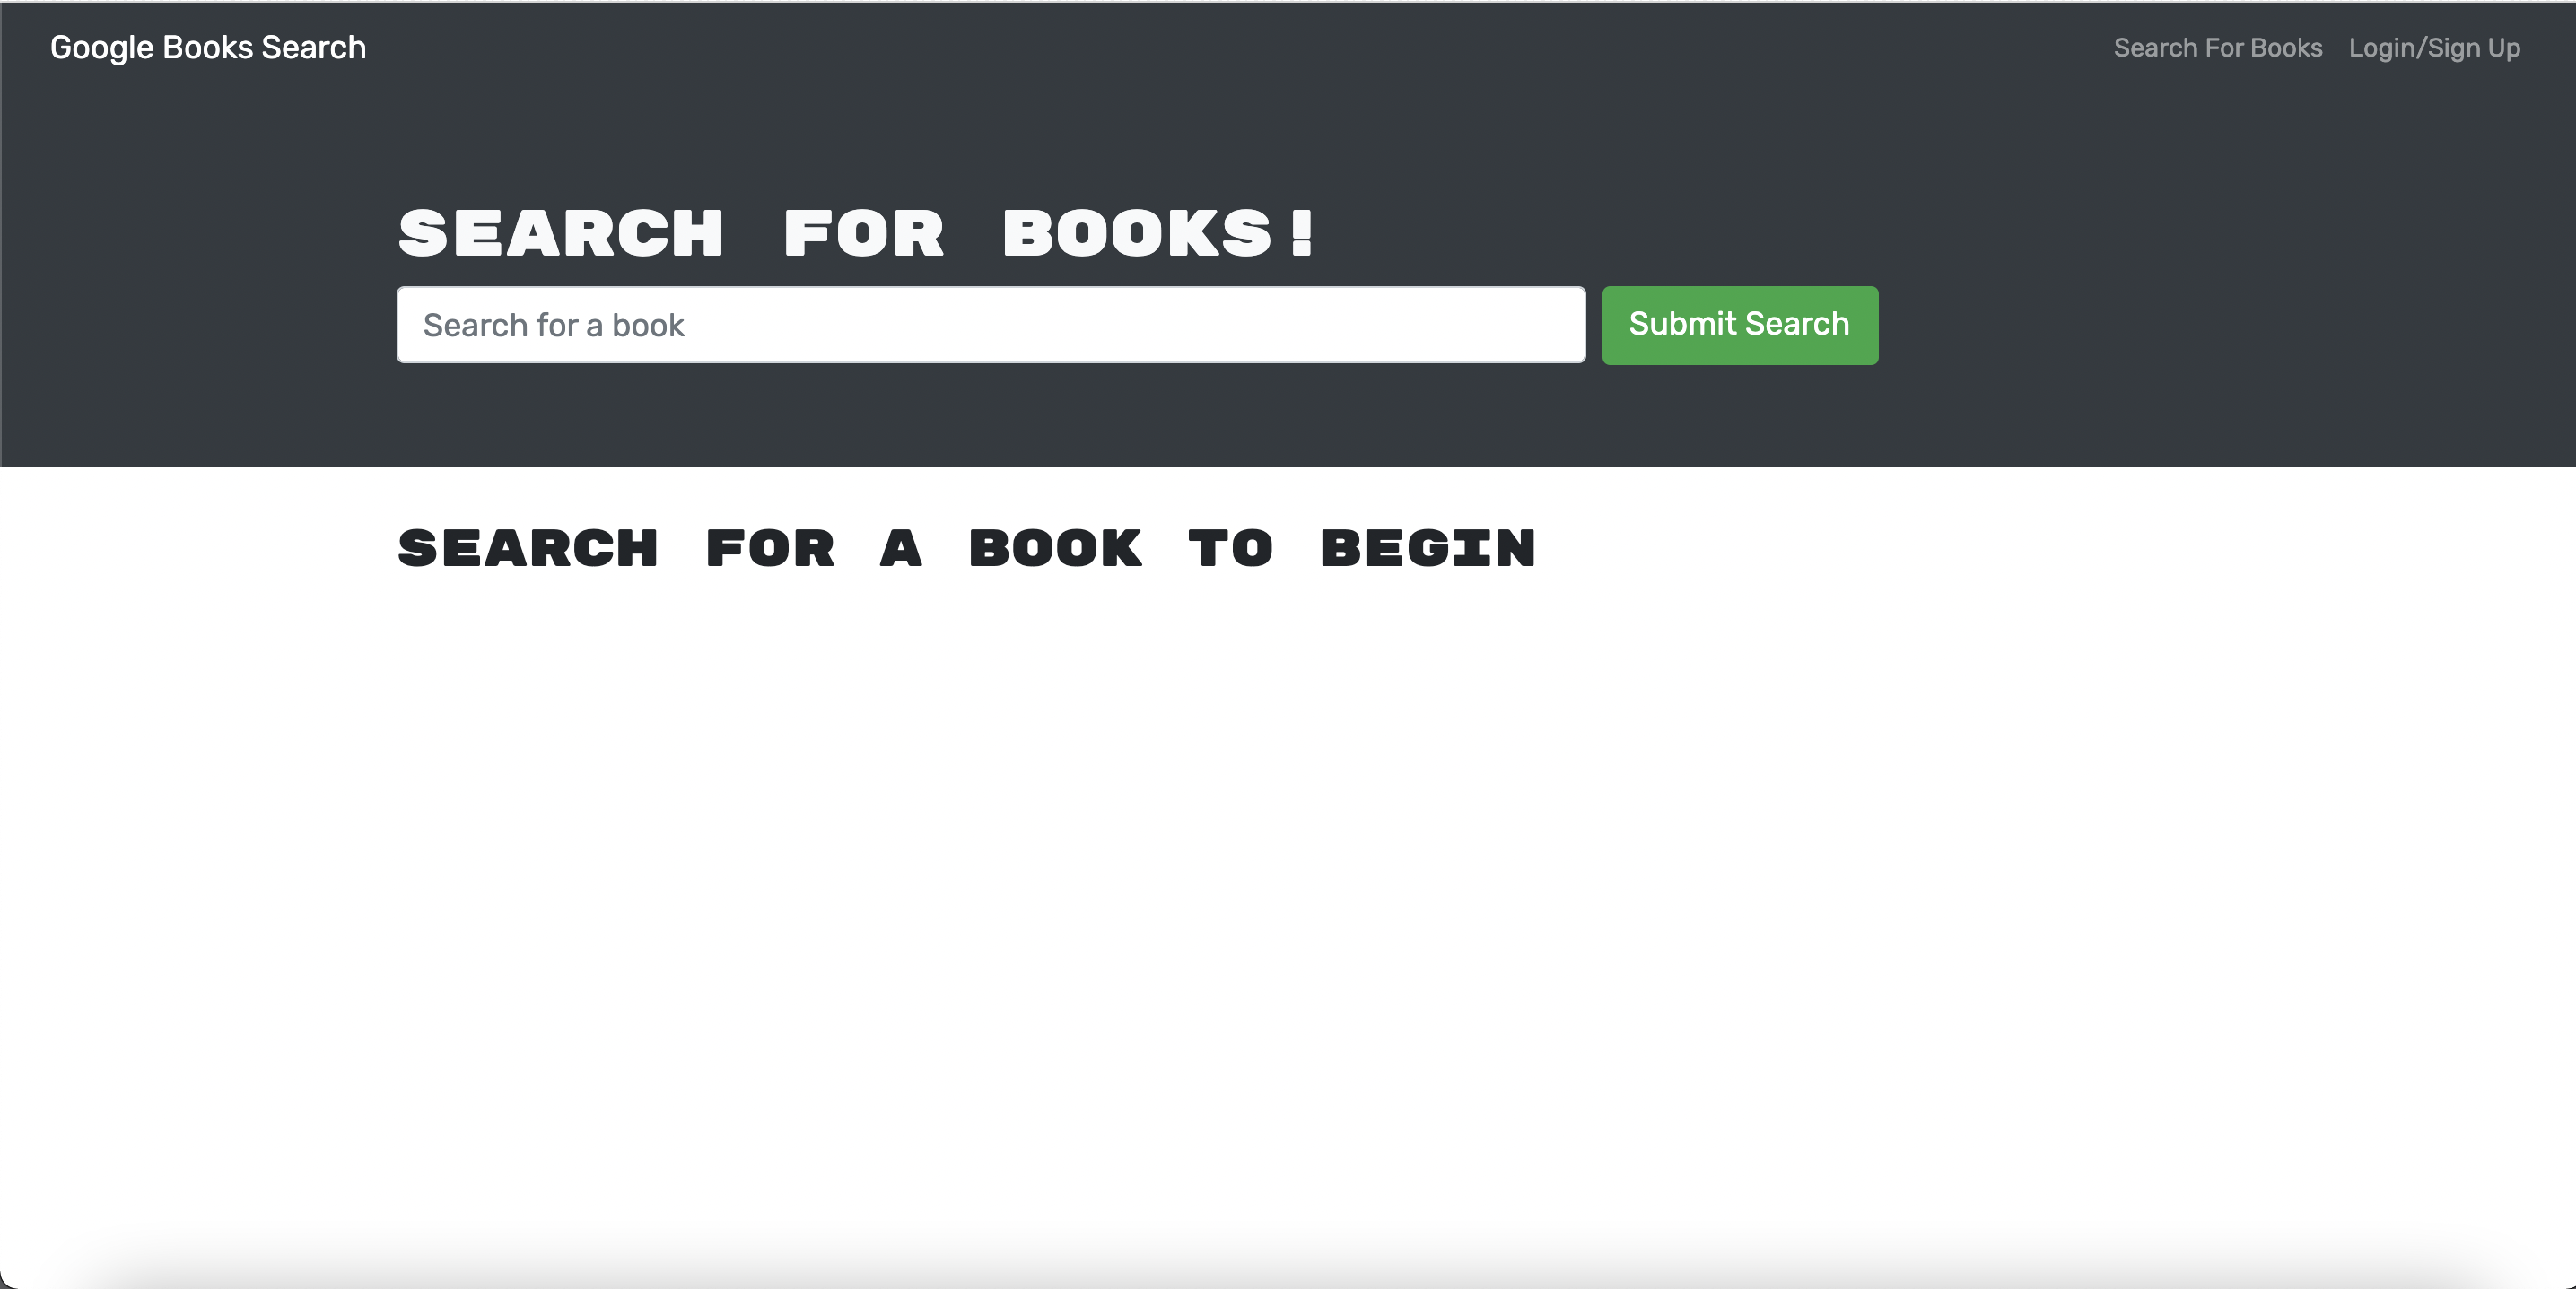 Google Books Search
Search For Books
Login/Sign Up
SEARCH FOR BOOKS!
Search for a book
Submit Search
SEARCH FOR A BOOK TO BEGIN